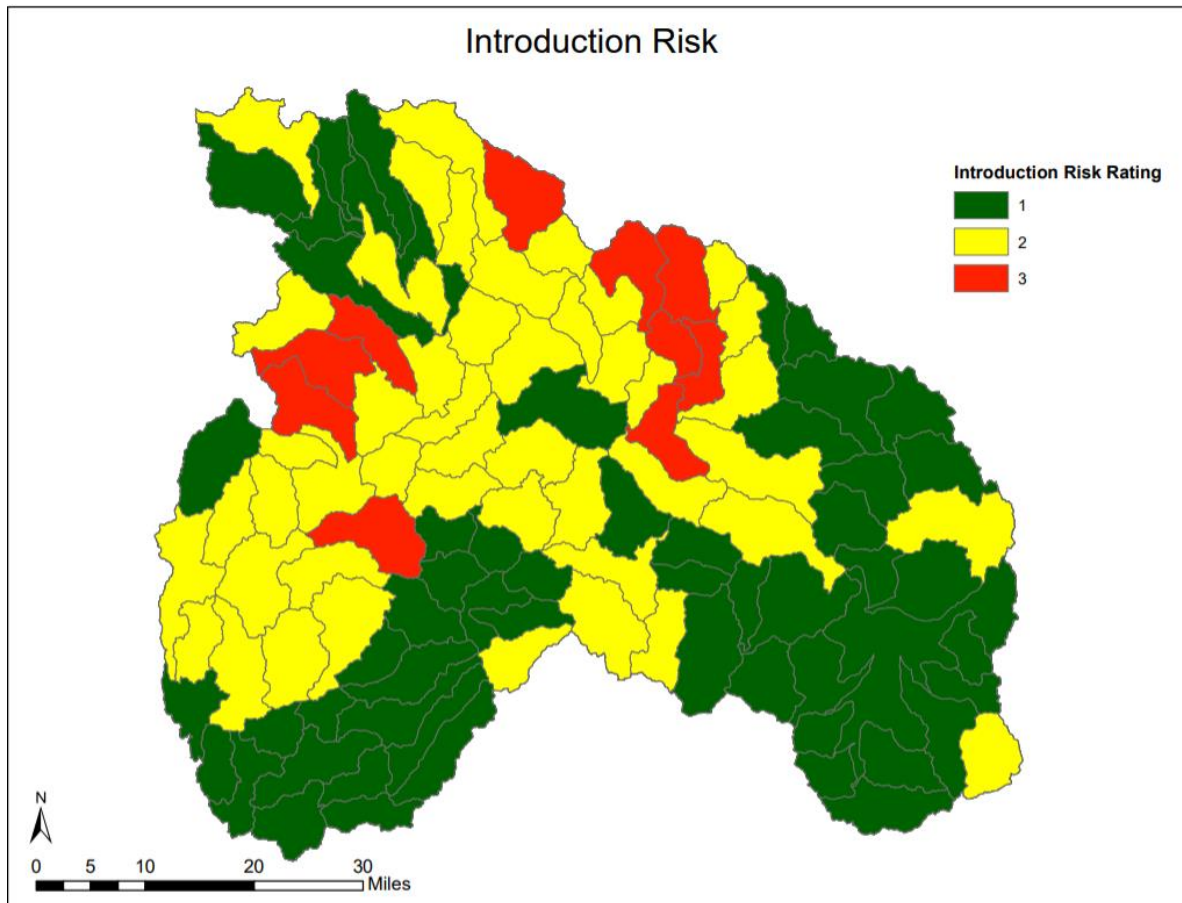 Introduction Risk
Introduction Risk Rating
1
2
3
N
0 5 10 20 30
Miles